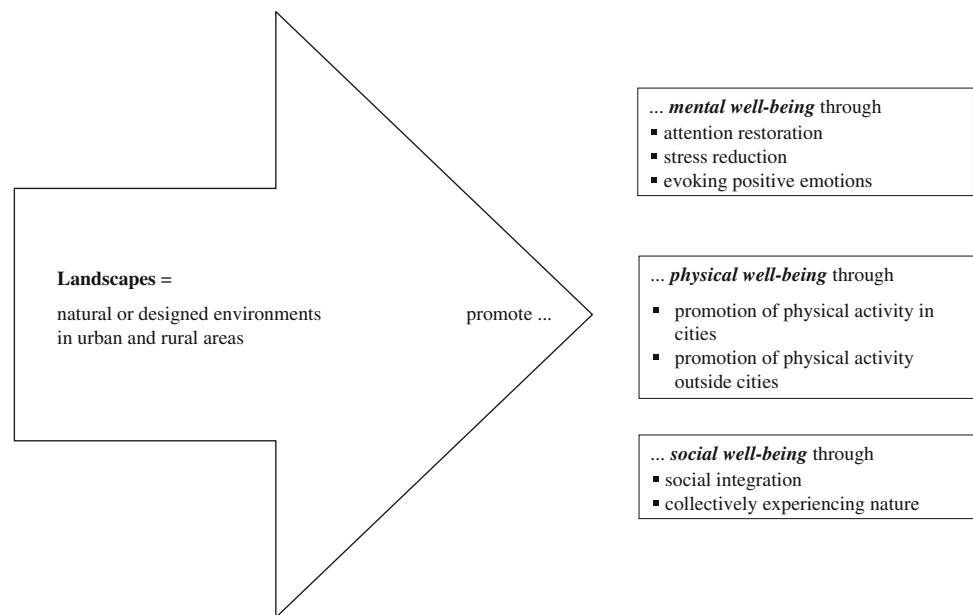 Landscapes =
natural or designed environments
in urban and rural areas
promote ...
... mental well-being through
▪ attention restoration
▪ stress reduction
▪ evoking positive emotions
... physical well-being through
▪ promotion of physical activity in
cities
▪ promotion of physical activity
outside cities
... social well-being through
▪ social integration
▪ collectively experiencing nature